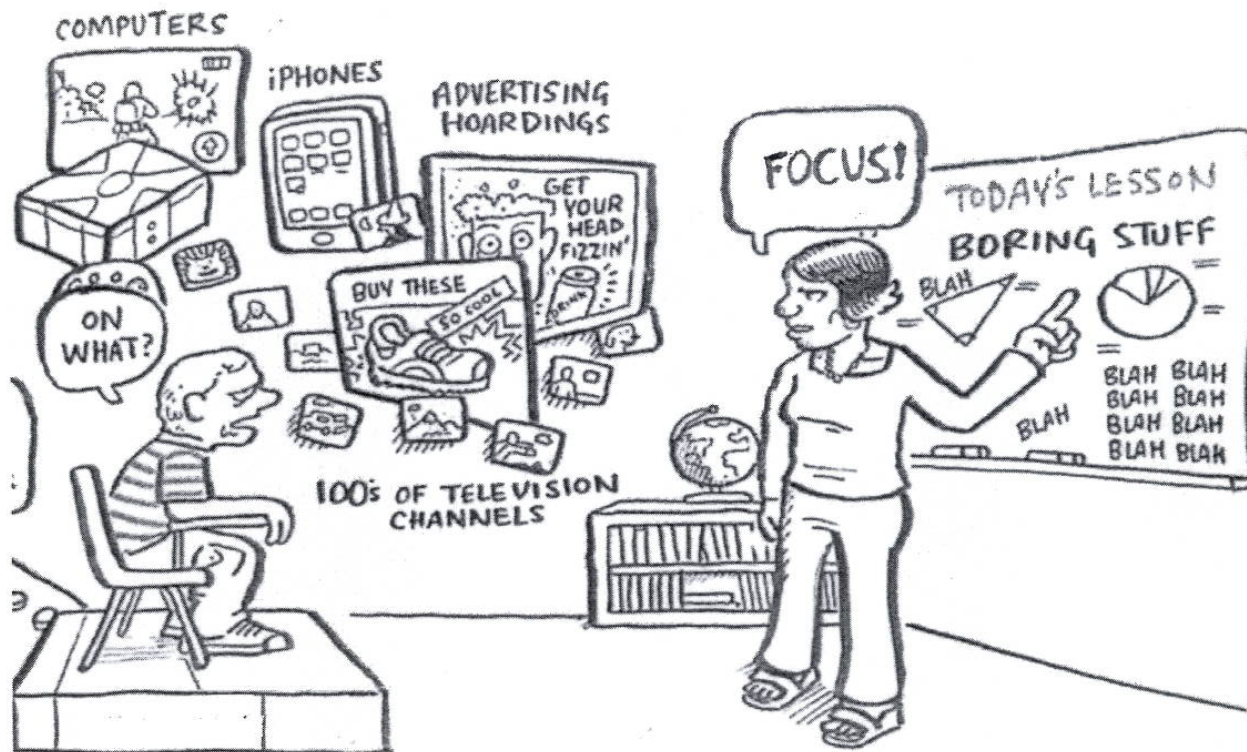 COMPUTERS
iPHONES
ADVERTISING
HOARDINGS
GET
YOUR
HEAD
FIZZIN'
DRINK
BUY THESE
SO COOL
ON
WHAT?
100's OF TELEVISION
CHANNELS
FOCUS!
TODAY'S LESSON
BORING STUFF
BLAH
BLAH BLAH
BLAH BLAH
BLAH BLAH
BLAH BLAH
BLAH